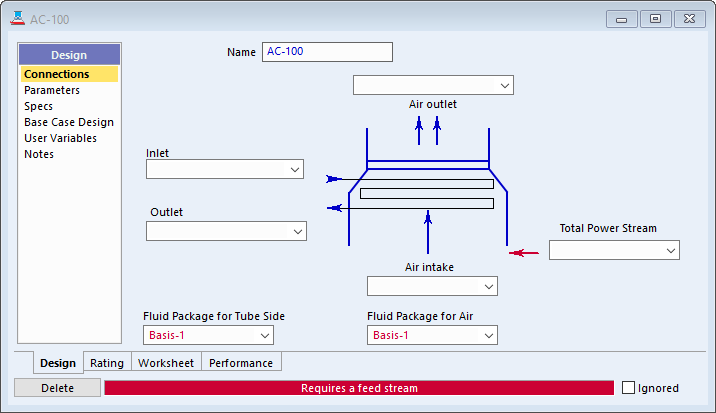 AC-100
Design
Connections
Parameters
Specs
Base Case Design
User Variables
Notes
Name AC-100
Air outlet
Inlet
Outlet
Total Power Stream
Air intake
Fluid Package for Tube Side
Basis-1
Fluid Package for Air
Basis-1
Design Rating Worksheet Performance
Delete Requires a feed stream Ignored